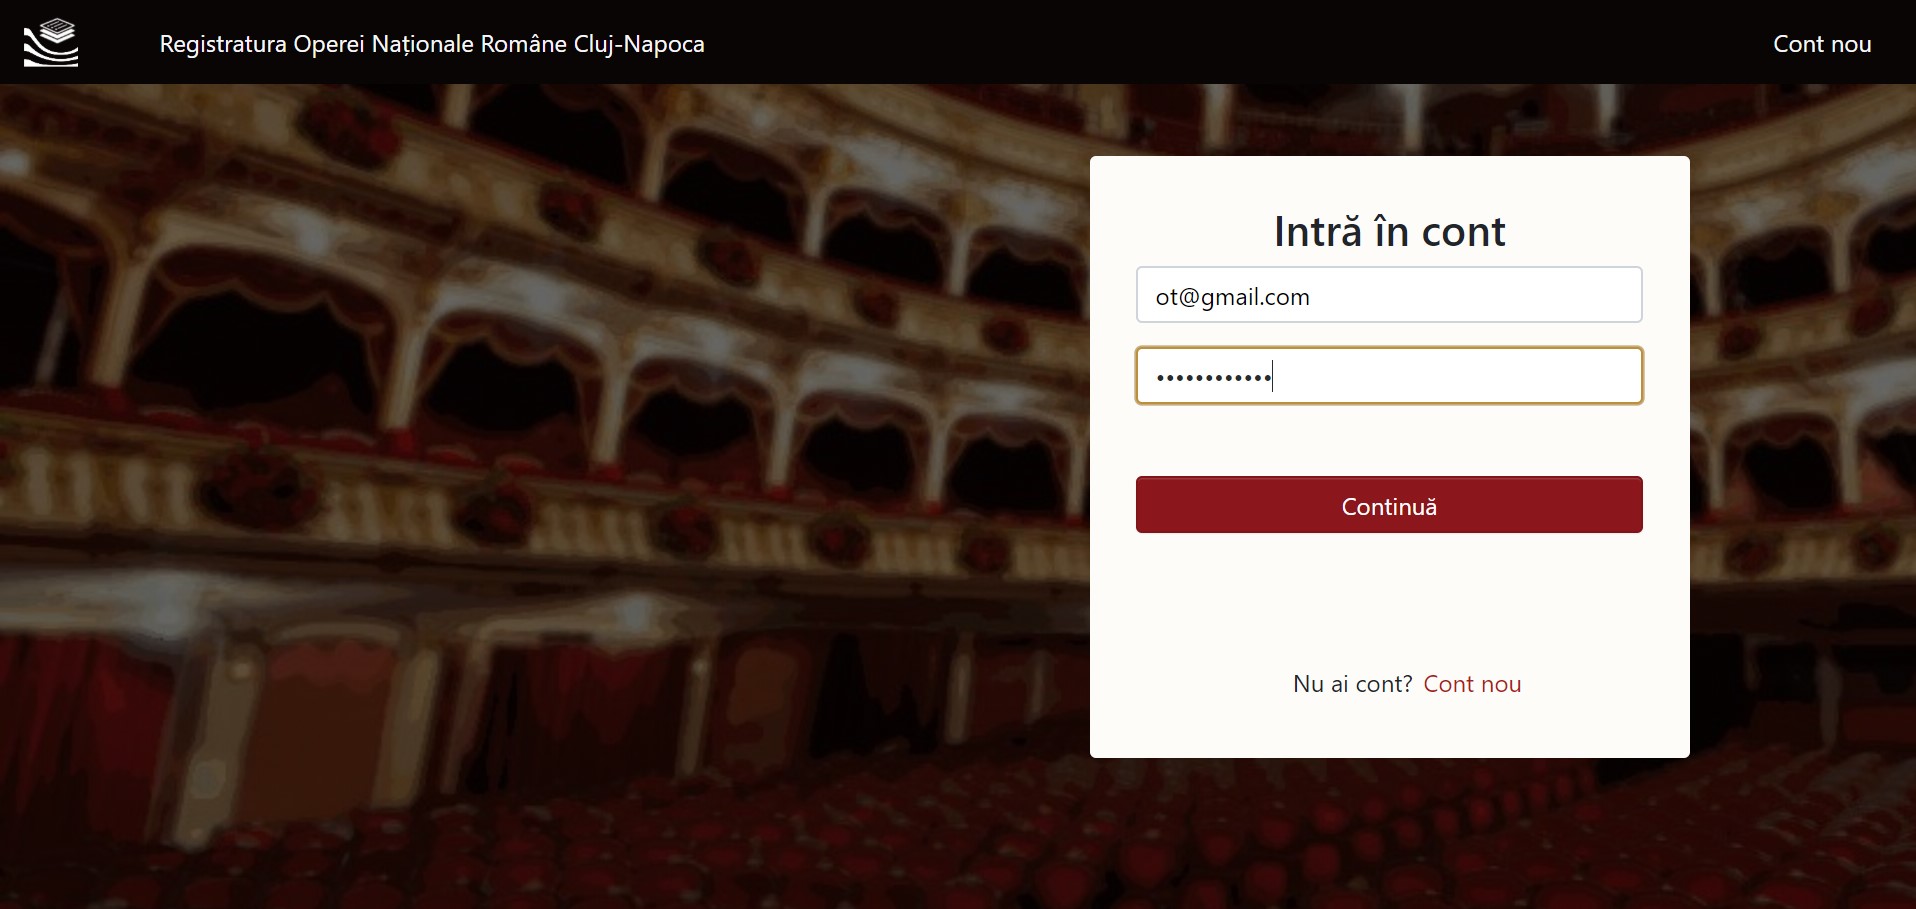 Registratura Operei Naționale Române Cluj-Napoca
Cont nou
Intră în cont
ot@gmail.com
••••••••••••
Continuă
Nu ai cont? Cont nou